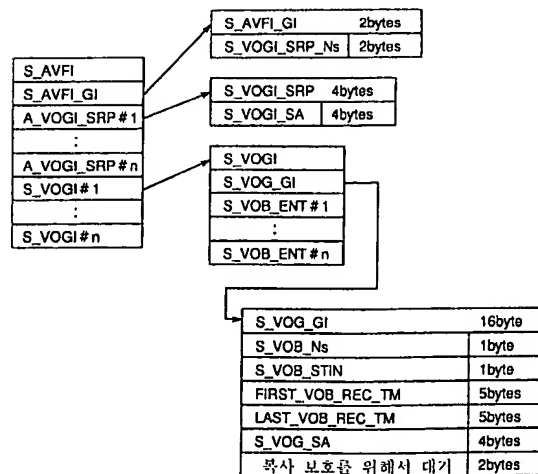 S_AVFI_GI 2bytes
S_VOGI_SRP_Ns 2bytes
S_AVFI
S_AVFI_GI
A_VOGI_SRP#1
:
A_VOGI_SRP#n
S_VOGI#1
:
S_VOGI#n
S_VOGI_SRP 4bytes
S_VOGI_SA 4bytes
S_VOGI
S_VOG_GI
S_VOB_ENT#1
:
S_VOB_ENT#n
S_VOG_GI 16byte
S_VOB_Ns 1byte
S_VOB_STIN 1byte
FIRST_VOB_REC_TM 5bytes
LAST_VOB_REC_TM 5bytes
S_VOG_SA 4bytes
복사 보호를 위해서 대기 2bytes